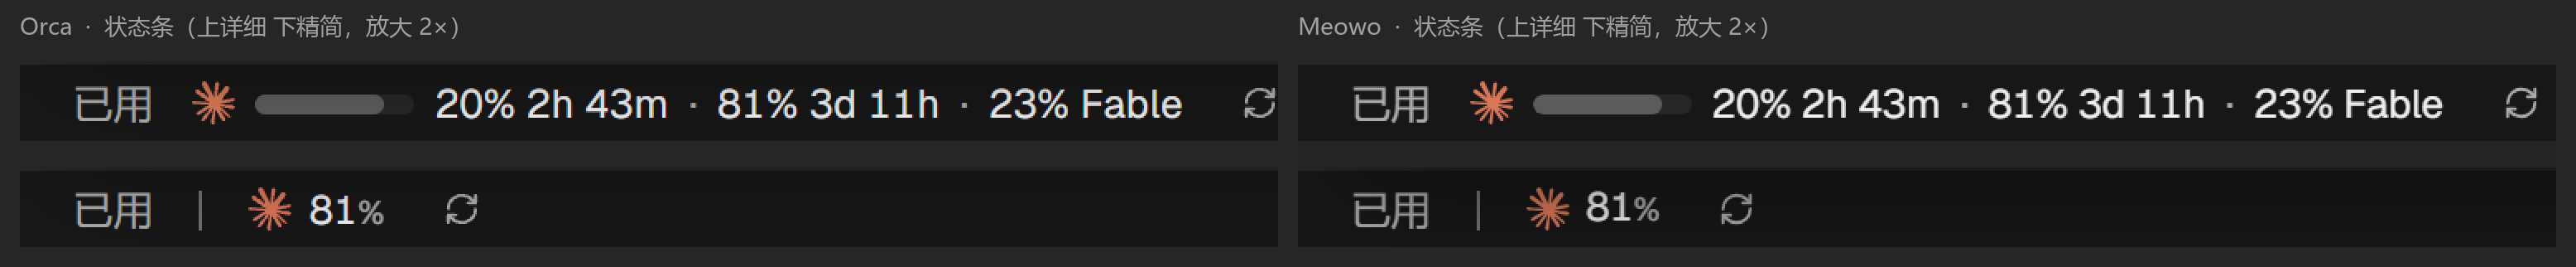 Orca · 状态条（上详细 下精简，放大 2×）
已用 20% 2h 43m · 81% 3d 11h · 23% Fable
已用 | 81%
Meowo · 状态条（上详细 下精简，放大 2×）
已用 20% 2h 43m · 81% 3d 11h · 23% Fable
已用 | 81%